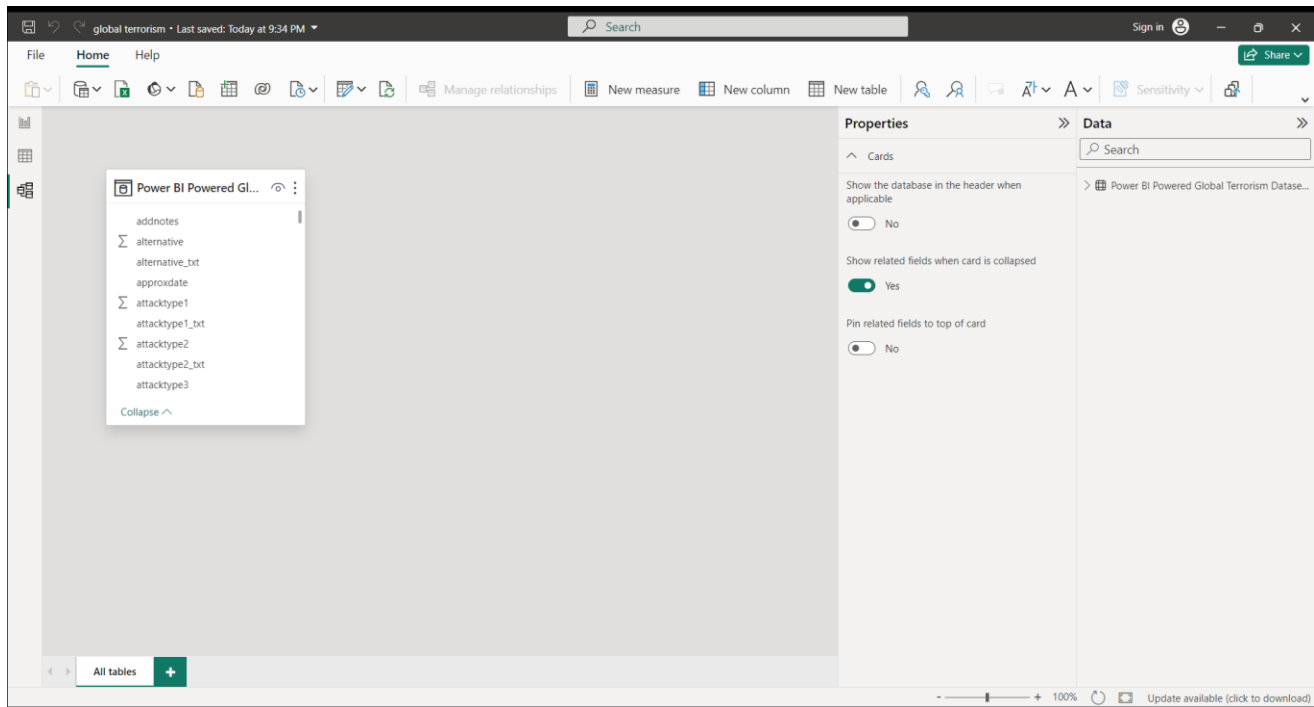 global terrorism • Last saved: Today at 9:34 PM
Search
Sign in
File
Home
Help
Share
Manage relationships
New measure
New column
New table
Sensitivity
Power BI Powered Gl...
addnotes
alternative
alternative_txt
approxdate
attacktype1
attacktype1_txt
attacktype2
attacktype2_txt
attacktype3
Collapse
Properties
Cards
Show the database in the header when
applicable
No
Show related fields when card is collapsed
Yes
Pin related fields to top of card
No
Data
Search
Power BI Powered Global Terrorism Datase...
All tables
100%
Update available (click to download)